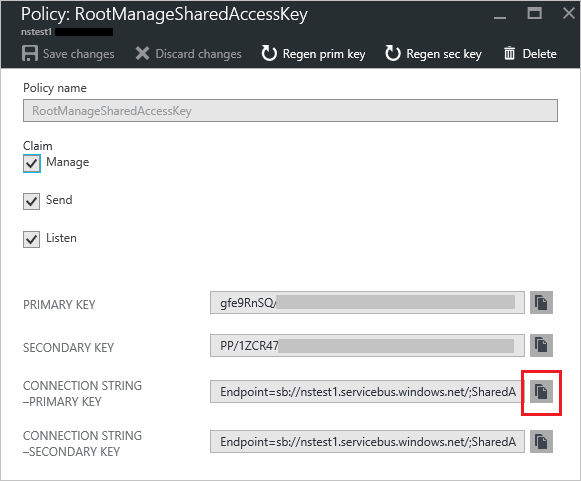 Policy: RootManageSharedAccessKey
nstest1
Save changes Discard changes Regen prim key Regen sec key Delete
Policy name
RootManageSharedAccessKey
Claim
Manage
Send
Listen
PRIMARY KEY gfe9RnSQ/
SECONDARY KEY PP/1ZCR47
CONNECTION STRING
–PRIMARY KEY Endpoint=sb://nstest1.servicebus.windows.net/;SharedA
CONNECTION STRING
–SECONDARY KEY Endpoint=sb://nstest1.servicebus.windows.net/;SharedA